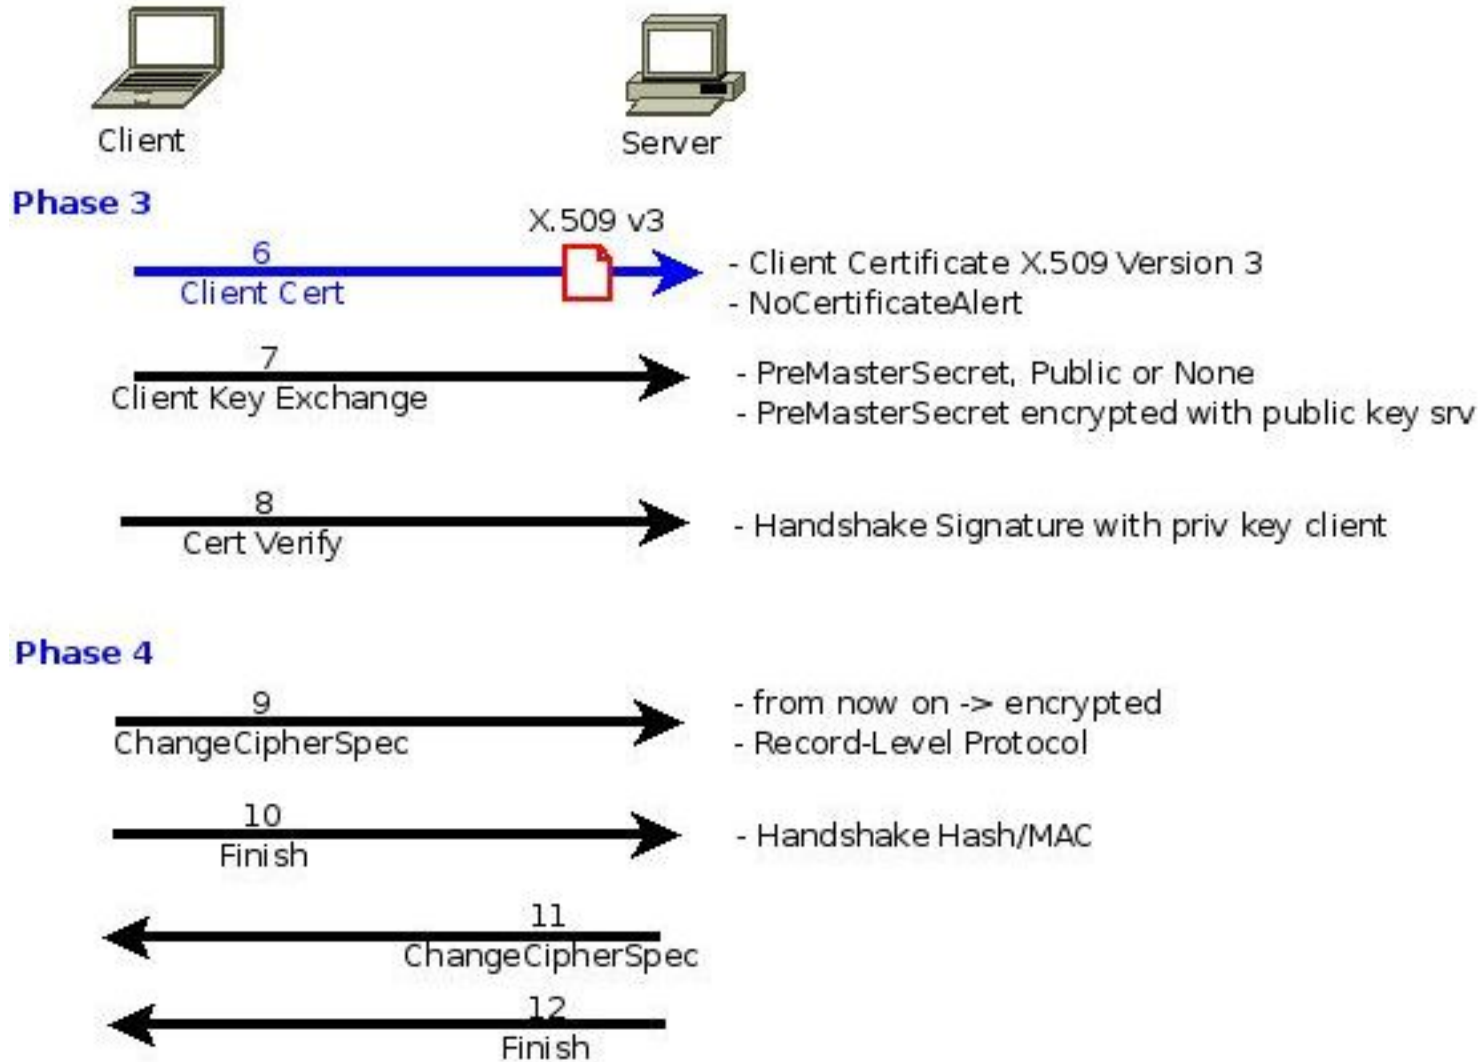 Client
Server
Phase 3
X.509 v3
6
Client Cert
- Client Certificate X.509 Version 3
- NoCertificateAlert
7
Client Key Exchange
- PreMasterSecret, Public or None
- PreMasterSecret encrypted with public key srv
8
Cert Verify
- Handshake Signature with priv key client
Phase 4
9
ChangeCipherSpec
- from now on -> encrypted
- Record-Level Protocol
10
Finish
- Handshake Hash/MAC
11
ChangeCipherSpec
12
Finish